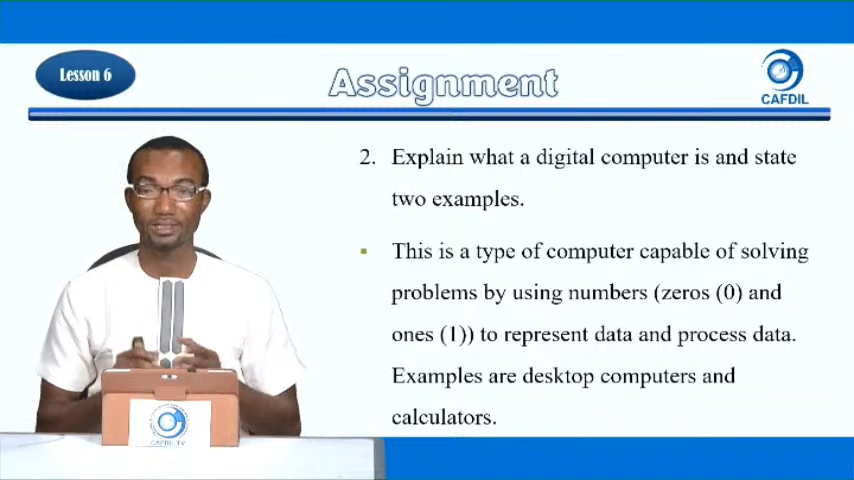 Lesson 6
Assignment
CAFDIL
2. Explain what a digital computer is and state
two examples.
This is a type of computer capable of solving
problems by using numbers (zeros (0) and
ones (1)) to represent data and process data.
Examples are desktop computers and
calculators.
CAFDIL TV